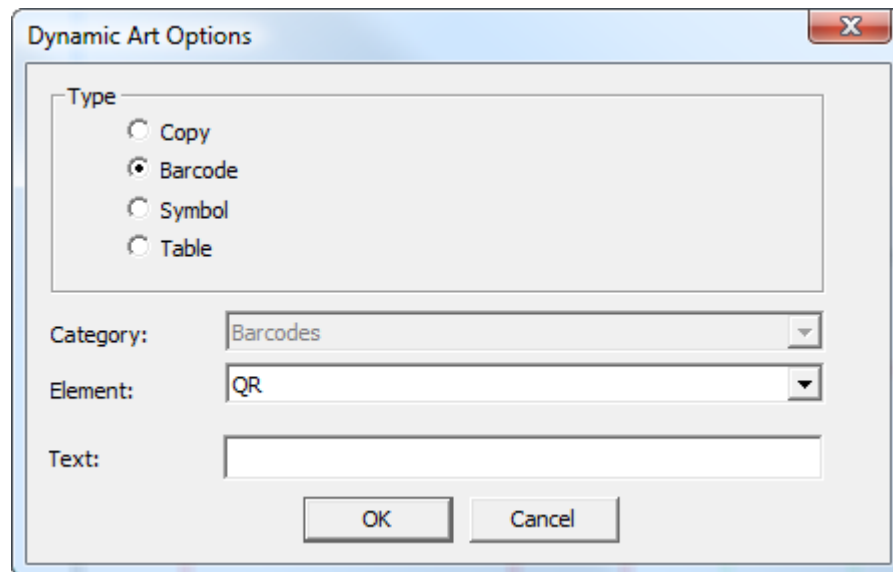 Dynamic Art Options
Type
Copy
Barcode
Symbol
Table
Category: Barcodes
Element: QR
Text:
OK Cancel